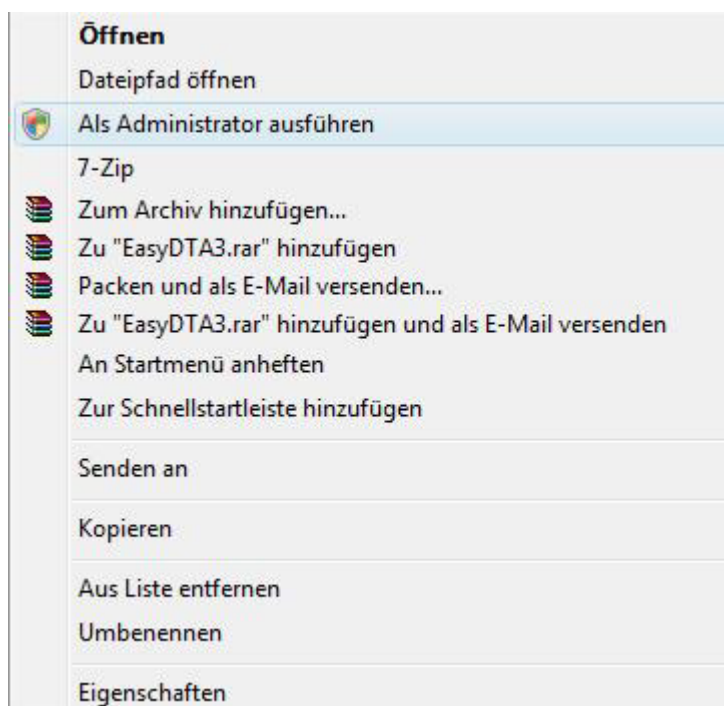 Öffnen
Dateipfad öffnen
Als Administrator ausführen
7-Zip
Zum Archiv hinzufügen...
Zu "EasyDTA3.rar" hinzufügen
Packen und als E-Mail versenden...
Zu "EasyDTA3.rar" hinzufügen und als E-Mail versenden
An Startmenü anheften
Zur Schnellstartleiste hinzufügen
Senden an
Kopieren
Aus Liste entfernen
Umbenennen
Eigenschaften